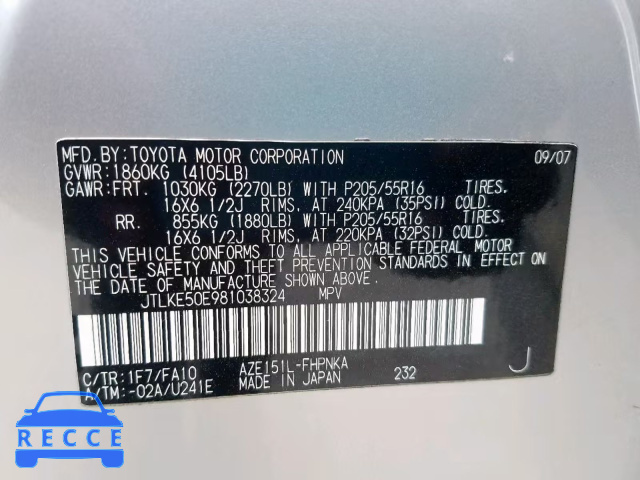 MFD.BY:TOYOTA MOTOR CORPORATION 09/07
GVWR:1860KG (4105LB)
GAWR:FRT. 1030KG (2270LB) WITH P205/55R16 TIRES.
16X6 1/2J RIMS, AT 240KPA (35PSI) COLD.
RR. 855KG (1880LB) WITH P205/55R16 TIRES.
16X6 1/2J RIMS, AT 220KPA (32PSI) COLD.
THIS VEHICLE CONFORMS TO ALL APPLICABLE FEDERAL MOTOR
VEHICLE SAFETY AND THEFT PREVENTION STANDARDS IN EFFECT ON
THE DATE OF MANUFACTURE SHOWN ABOVE.
JTLKE50E981038324 MPV
C/TR:1F7/FA10 AZE151L-FHPNKA J
A/TM:-02A/U241E MADE IN JAPAN 232
RECCE